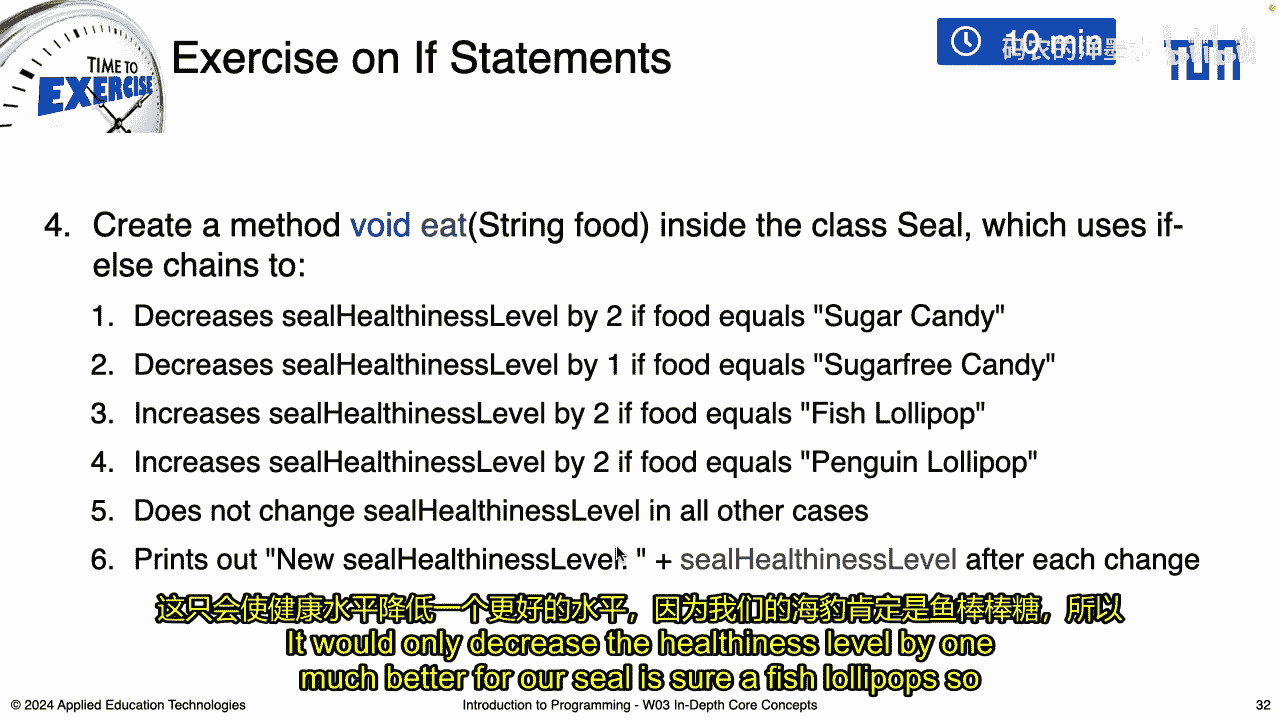 TIME TO
EXERCISE
Exercise on If Statements
10 min
4. Create a method void eat(String food) inside the class Seal, which uses if-
else chains to:
1. Decreases sealHealthinessLevel by 2 if food equals "Sugar Candy"
2. Decreases sealHealthinessLevel by 1 if food equals "Sugarfree Candy"
3. Increases sealHealthinessLevel by 2 if food equals "Fish Lollipop"
4. Increases sealHealthinessLevel by 2 if food equals "Penguin Lollipop"
5. Does not change sealHealthinessLevel in all other cases
6. Prints out "New sealHealthinessLevel: " + sealHealthinessLevel after each change
这只会使健康水平降低一个更好的水平，因为我们的海豹肯定是鱼棒棒糖，所以
It would only decrease the healthiness level by one
much better for our seal is sure a fish lollipops so
© 2024 Applied Education Technologies
Introduction to Programming - W03 In-Depth Core Concepts
32